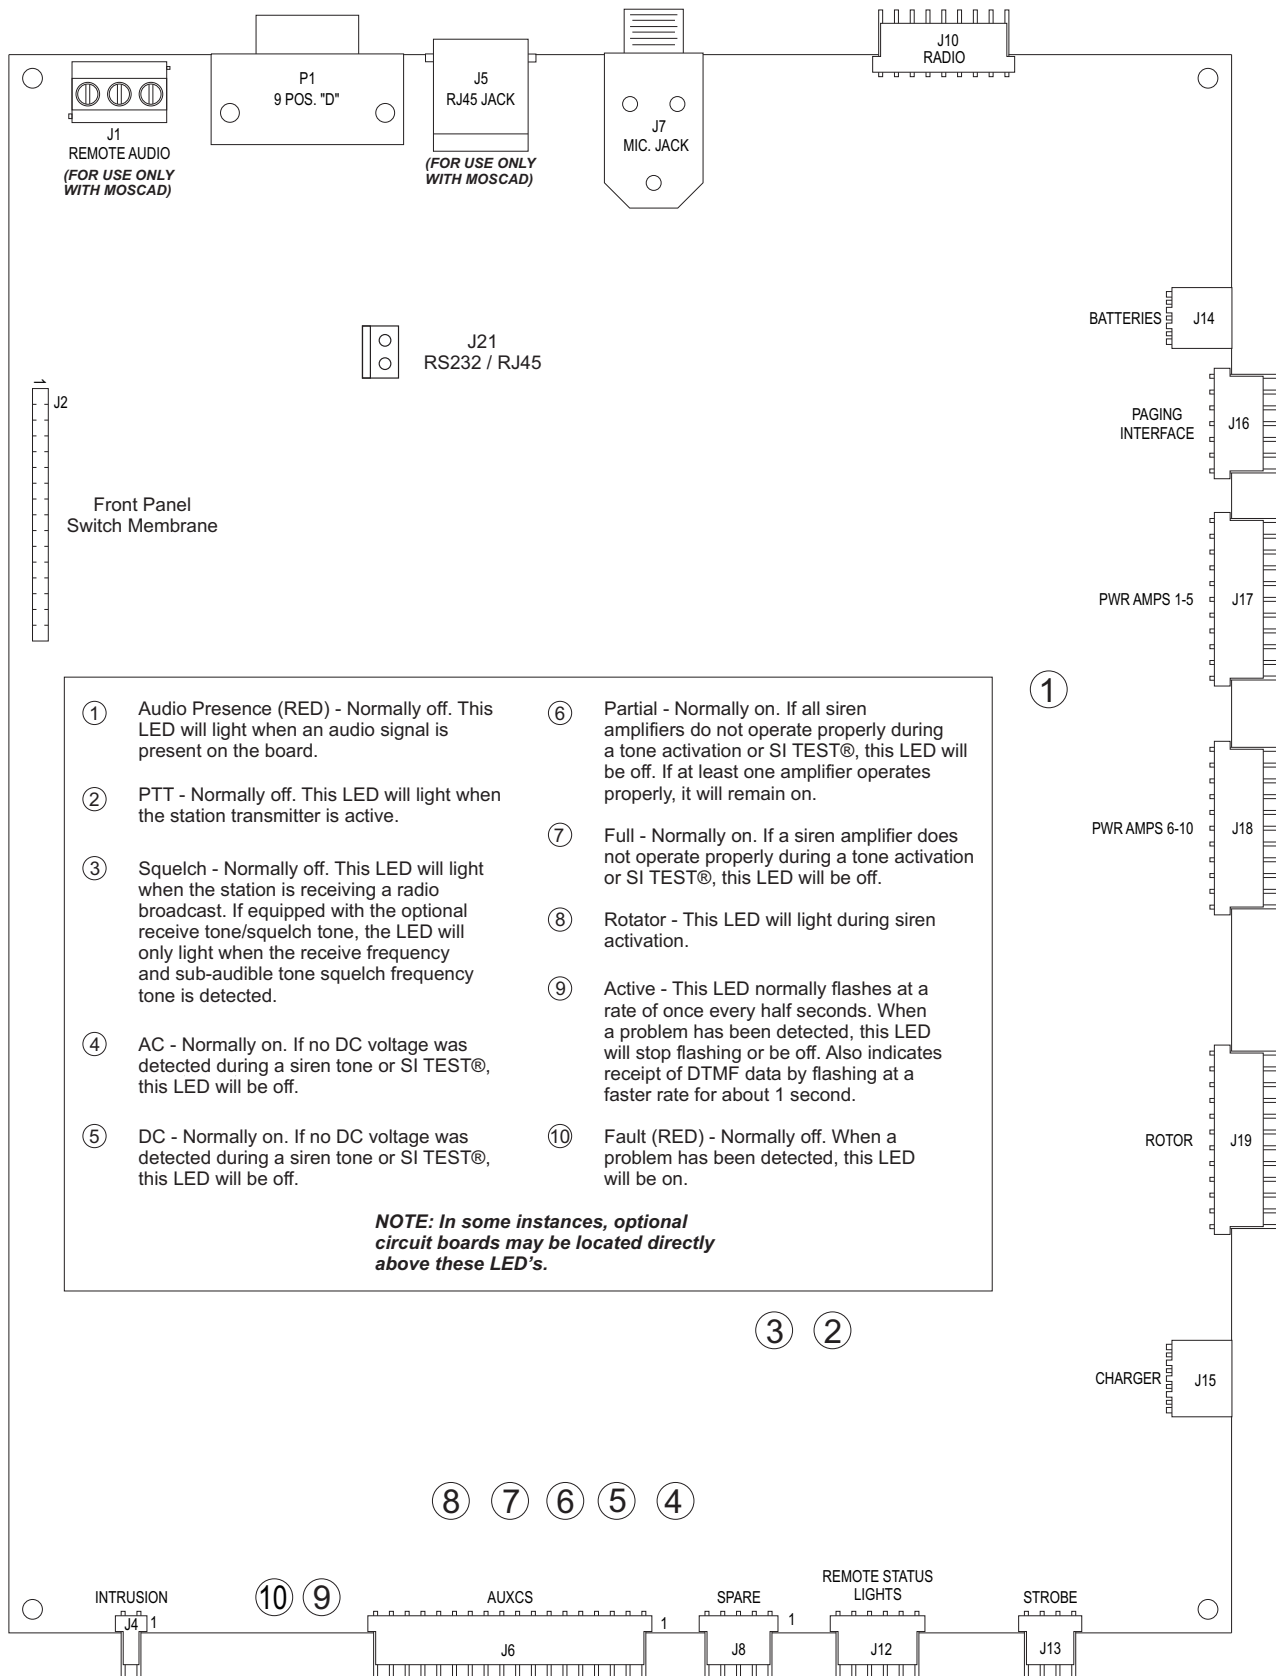 J10
RADIO
P1
9 POS. "D"
J5
RJ45 JACK
J7
MIC. JACK
J1
REMOTE AUDIO
(FOR USE ONLY
WITH MOSCAD)
(FOR USE ONLY
WITH MOSCAD)
BATTERIES
J14
J21
RS232 / RJ45
1
J2
PAGING
INTERFACE
J16
Front Panel
Switch Membrane
PWR AMPS 1-5
J17
1
1 Audio Presence (RED) - Normally off. This
LED will light when an audio signal is
present on the board.
2 PTT - Normally off. This LED will light when
the station transmitter is active.
3 Squelch - Normally off. This LED will light
when the station is receiving a radio
broadcast. If equipped with the optional
receive tone/squelch tone, the LED will
only light when the receive frequency
and sub-audible tone squelch frequency
tone is detected.
4 AC - Normally on. If no DC voltage was
detected during a siren tone or SI TEST®,
this LED will be off.
5 DC - Normally on. If no DC voltage was
detected during a siren tone or SI TEST®,
this LED will be off.
6 Partial - Normally on. If all siren
amplifiers do not operate properly during
a tone activation or SI TEST®, this LED will
be off. If at least one amplifier operates
properly, it will remain on.
7 Full - Normally on. If a siren amplifier does
not operate properly during a tone activation
or SI TEST®, this LED will be off.
8 Rotator - This LED will light during siren
activation.
9 Active - This LED normally flashes at a
rate of once every half seconds. When
a problem has been detected, this LED
will stop flashing or be off. Also indicates
receipt of DTMF data by flashing at a
faster rate for about 1 second.
10 Fault (RED) - Normally off. When a
problem has been detected, this LED
will be on.
NOTE: In some instances, optional
circuit boards may be located directly
above these LED's.
PWR AMPS 6-10
J18
ROTOR
J19
3 2
CHARGER
J15
8 7 6 5 4
10 9
INTRUSION
J4
1
AUXCS
J6
1
SPARE
J8
1
REMOTE STATUS
LIGHTS
J12
STROBE
J13